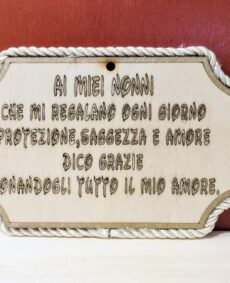 AI MIEI NONNI
CHE MI REGALANO OGNI GIORNO
PROTEZIONE, SAGGEZZA E AMORE
DICO GRAZIE
DONANDOGLI TUTTO IL MIO AMORE.